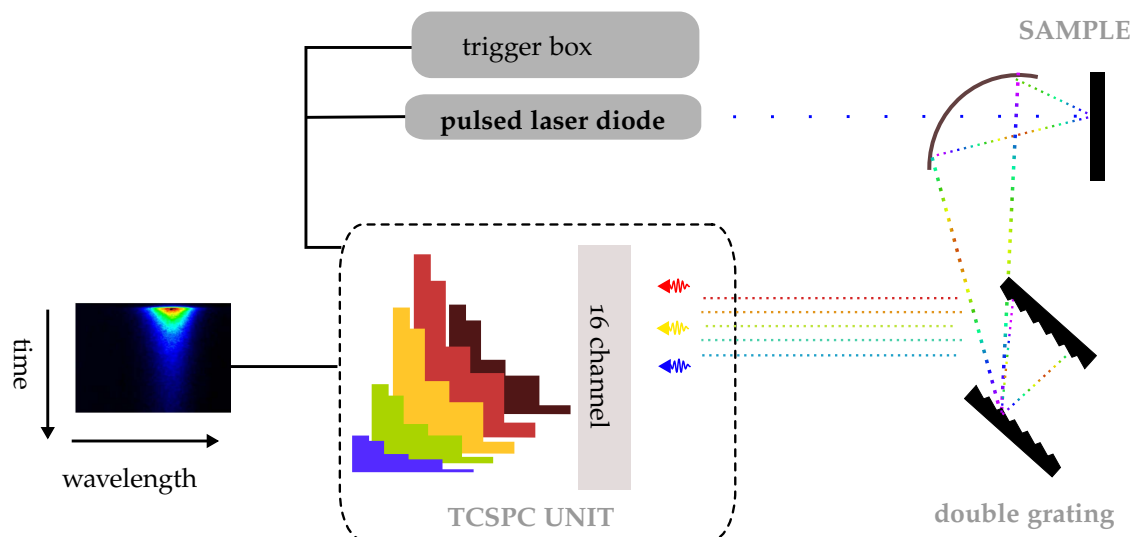 trigger box
SAMPLE
pulsed laser diode
16 channel
time
wavelength
TCSPC UNIT
double grating